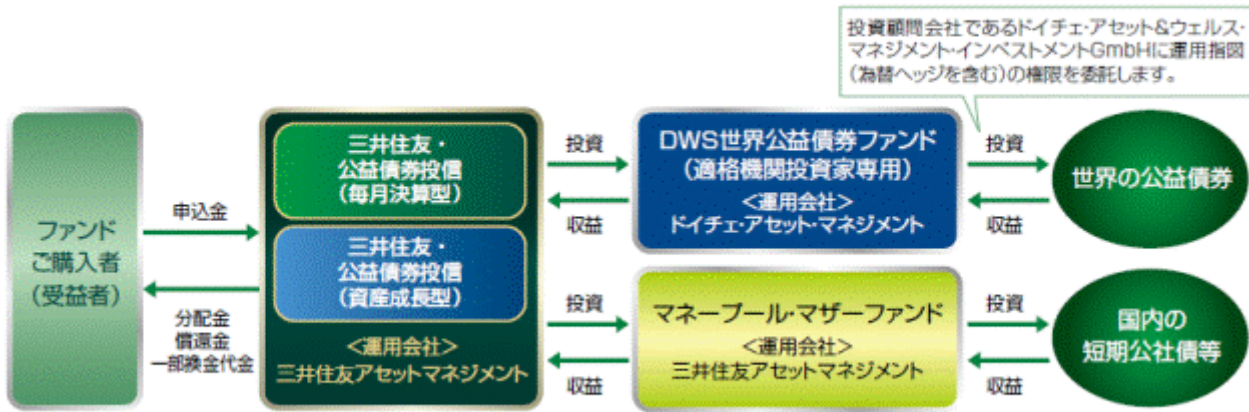 投資顧問会社であるドイチェ・アセット&ウェルス・
マネジメント・インベストメントGmbHに運用指図
(為替ヘッジを含む)の権限を委託します。
ファンド
ご購入者
(受益者)
申込金
分配金
償還金
一部換金代金
三井住友・
公益債券投信
(毎月決算型)
三井住友・
公益債券投信
(資産成長型)
<運用会社>
三井住友アセットマネジメント
投資
収益
投資
収益
DWS世界公益債券ファンド
(適格機関投資家専用)
<運用会社>
ドイチェ・アセット・マネジメント
マネープール・マザーファンド
<運用会社>
三井住友アセットマネジメント
投資
収益
投資
収益
世界の公益債券
国内の
短期公社債等